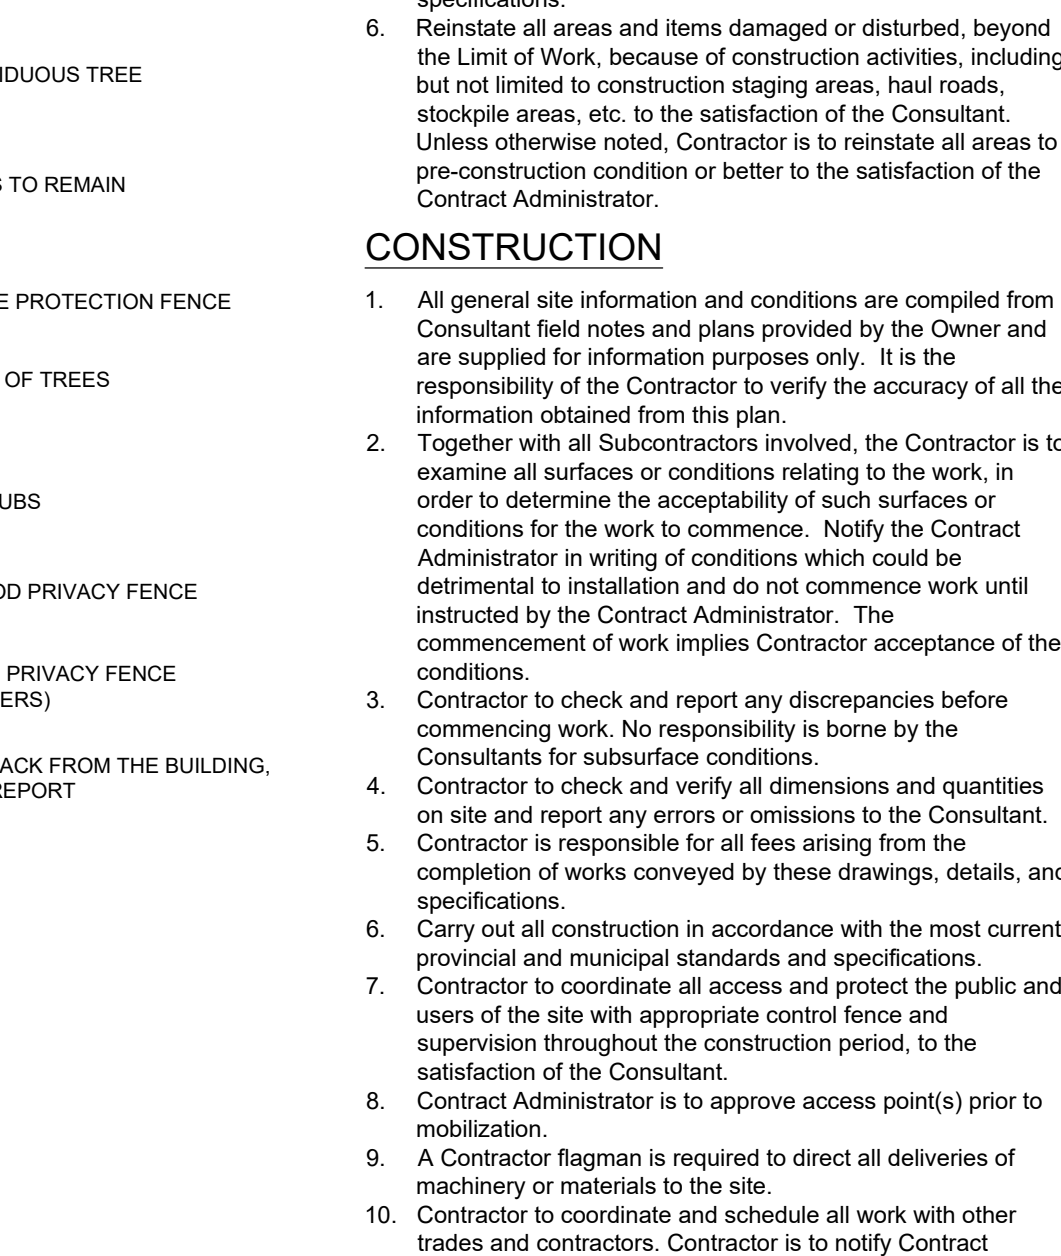 IDUOUS TREE
S TO REMAIN
E PROTECTION FENCE
OF TREES
UBS
OD PRIVACY FENCE
PRIVACY FENCE
ERS)
ACK FROM THE BUILDING,
REPORT
specifications.
6. Reinstate all areas and items damaged or disturbed, beyond
the Limit of Work, because of construction activities, including
but not limited to construction staging areas, haul roads,
stockpile areas, etc. to the satisfaction of the Consultant.
Unless otherwise noted, Contractor is to reinstate all areas to
pre-construction condition or better to the satisfaction of the
Contract Administrator.
CONSTRUCTION
1. All general site information and conditions are compiled from
Consultant field notes and plans provided by the Owner and
are supplied for information purposes only. It is the
responsibility of the Contractor to verify the accuracy of all the
information obtained from this plan.
2. Together with all Subcontractors involved, the Contractor is to
examine all surfaces or conditions relating to the work, in
order to determine the acceptability of such surfaces or
conditions for the work to commence. Notify the Contract
Administrator in writing of conditions which could be
detrimental to installation and do not commence work until
instructed by the Contract Administrator. The
commencement of work implies Contractor acceptance of the
conditions.
3. Contractor to check and report any discrepancies before
commencing work. No responsibility is borne by the
Consultants for subsurface conditions.
4. Contractor to check and verify all dimensions and quantities
on site and report any errors or omissions to the Consultant.
5. Contractor is responsible for all fees arising from the
completion of works conveyed by these drawings, details, and
specifications.
6. Carry out all construction in accordance with the most current
provincial and municipal standards and specifications.
7. Contractor to coordinate all access and protect the public and
users of the site with appropriate control fence and
supervision throughout the construction period, to the
satisfaction of the Consultant.
8. Contract Administrator is to approve access point(s) prior to
mobilization.
9. A Contractor flagman is required to direct all deliveries of
machinery or materials to the site.
10. Contractor to coordinate and schedule all work with other
trades and contractors. Contractor is to notify Contract